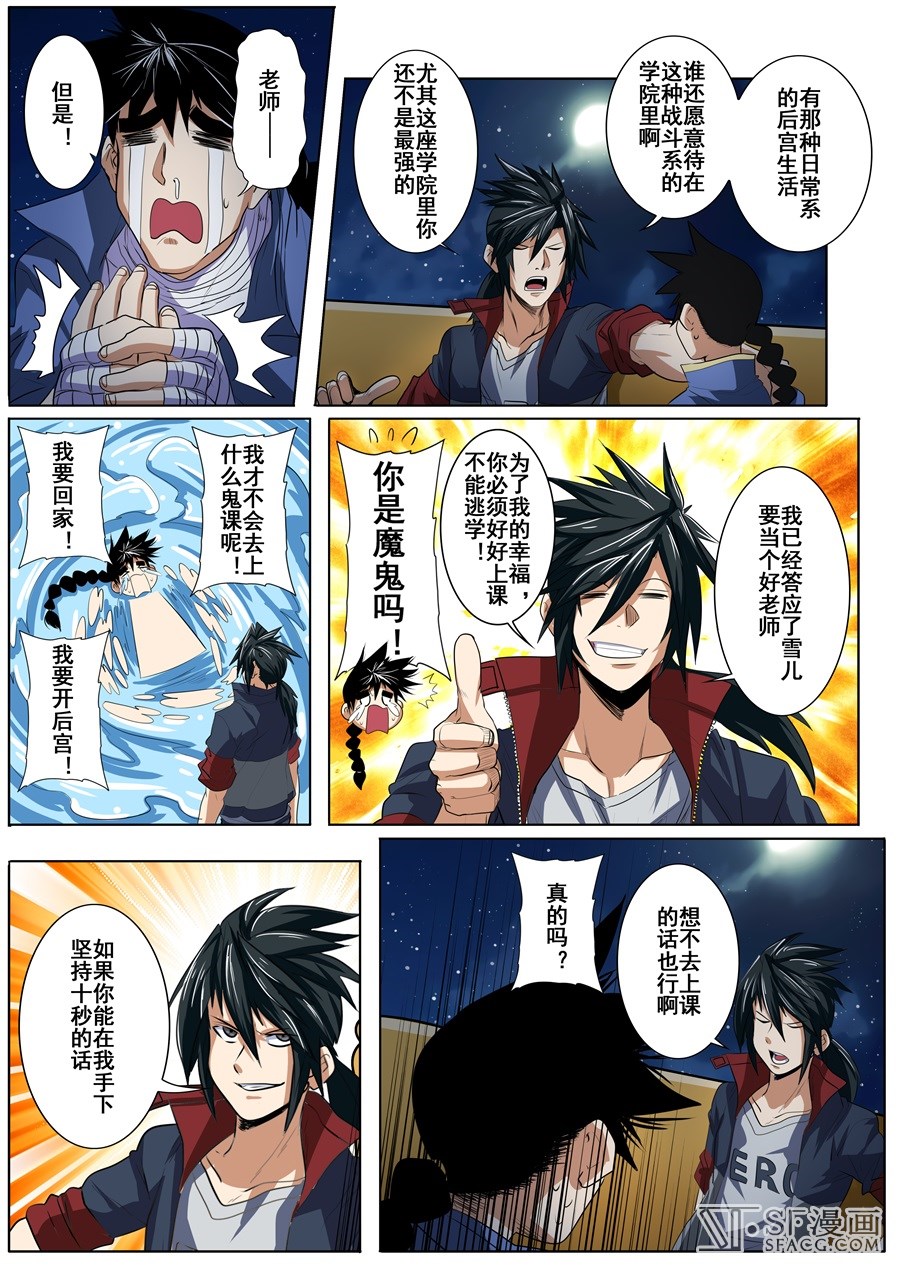 有那种日常系
的后宫生活
谁还愿意待在
这种战斗系的
学院里啊
尤其这座学院里你
还不是最强的
老师——
但是！
我已经答应了雪儿
要当个好老师
为了我的幸福，
你必须好好上课
不能逃学！
你是魔鬼吗！
我才不会去上
什么鬼课呢！
我要回家！
我要开后宫！
想不去上课
的话也行啊
真的吗？
ERO
如果你能在我手下
坚持十秒的话
SF漫画
SFACG.COM